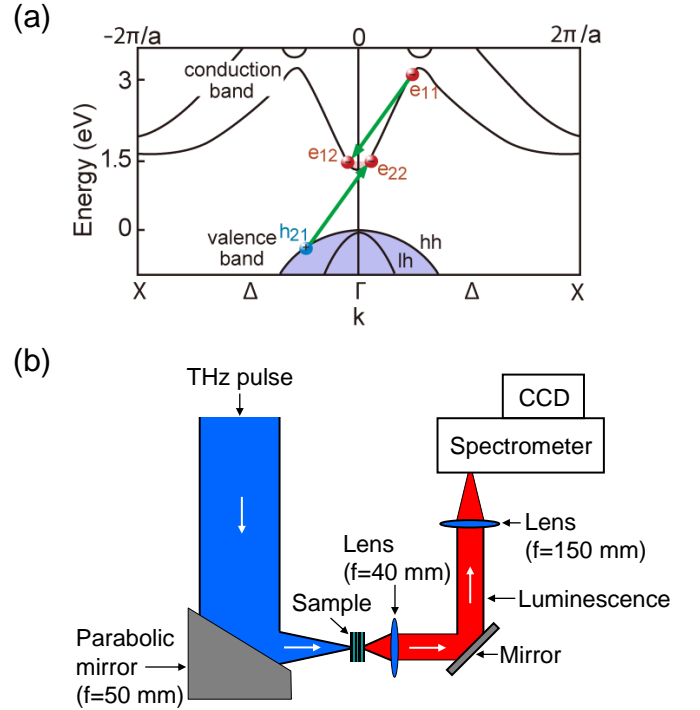 (a)
-2π/a 0 2π/a
conduction
band
e11
3
Energy (eV)
e12
1.5
e22
0
h21
valence
band
hh
lh
X Δ Γ Δ X
k
(b)
THz pulse
CCD
Spectrometer
Lens
(f=150 mm)
Lens
(f=40 mm)
Sample
Luminescence
Parabolic
mirror
(f=50 mm)
Mirror